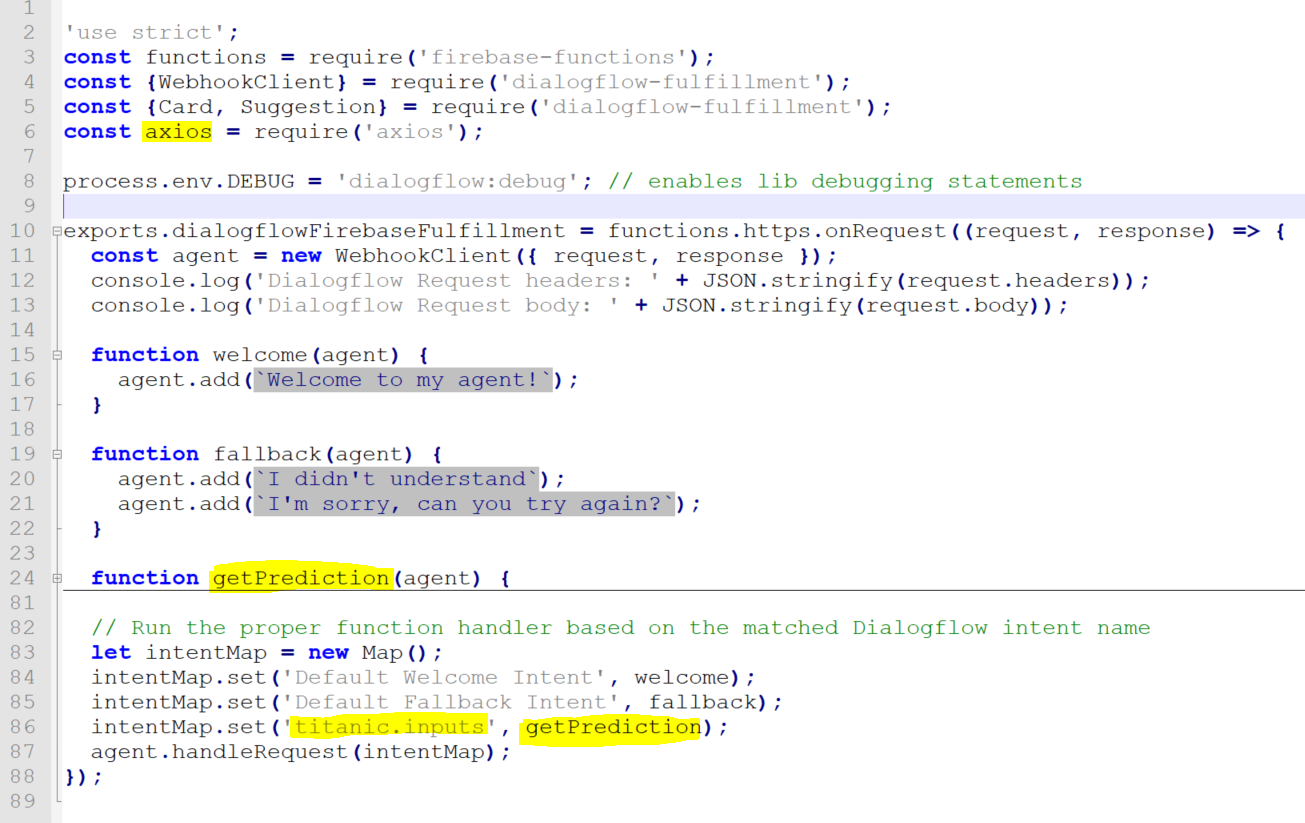 1
2 'use strict';
3 const functions = require('firebase-functions');
4 const {WebhookClient} = require('dialogflow-fulfillment');
5 const {Card, Suggestion} = require('dialogflow-fulfillment');
6 const axios = require('axios');
7
8 process.env.DEBUG = 'dialogflow:debug'; // enables lib debugging statements
9
10 exports.dialogflowFirebaseFulfillment = functions.https.onRequest((request, response) => {
11   const agent = new WebhookClient({ request, response });
12   console.log('Dialogflow Request headers: ' + JSON.stringify(request.headers));
13   console.log('Dialogflow Request body: ' + JSON.stringify(request.body));
14
15   function welcome(agent) {
16     agent.add(`Welcome to my agent!`);
17   }
18
19   function fallback(agent) {
20     agent.add(`I didn't understand`);
21     agent.add(`I'm sorry, can you try again?`);
22   }
23
24   function getPrediction(agent) {
81
82   // Run the proper function handler based on the matched Dialogflow intent name
83   let intentMap = new Map();
84   intentMap.set('Default Welcome Intent', welcome);
85   intentMap.set('Default Fallback Intent', fallback);
86   intentMap.set('titanic.inputs', getPrediction);
87   agent.handleRequest(intentMap);
88 });
89